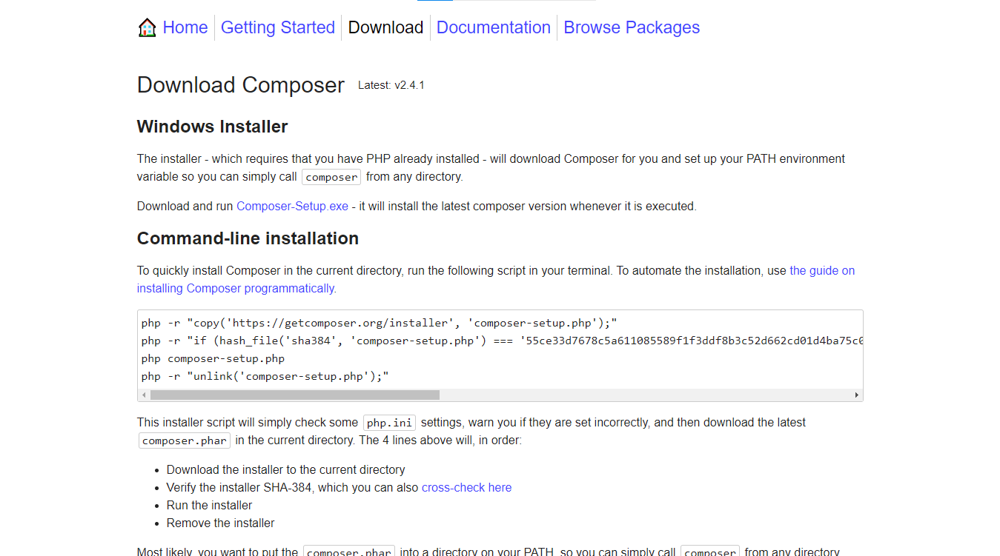 Home Getting Started Download Documentation Browse Packages
Download Composer Latest: v2.4.1
Windows Installer
The installer - which requires that you have PHP already installed - will download Composer for you and set up your PATH environment
variable so you can simply call composer from any directory.
Download and run Composer-Setup.exe - it will install the latest composer version whenever it is executed.
Command-line installation
To quickly install Composer in the current directory, run the following script in your terminal. To automate the installation, use the guide on
installing Composer programmatically.
php -r "copy('https://getcomposer.org/installer', 'composer-setup.php');"
php -r "if (hash_file('sha384', 'composer-setup.php') === '55ce33d7678c5a611085589f1f3ddf8b3c52d662cd01d4ba75c0
php composer-setup.php
php -r "unlink('composer-setup.php');"
This installer script will simply check some php.ini settings, warn you if they are set incorrectly, and then download the latest
composer.phar in the current directory. The 4 lines above will, in order:
• Download the installer to the current directory
• Verify the installer SHA-384, which you can also cross-check here
• Run the installer
• Remove the installer
Most likely, you want to put the composer.phar into a directory on your PATH, so you can simply call composer from any directory